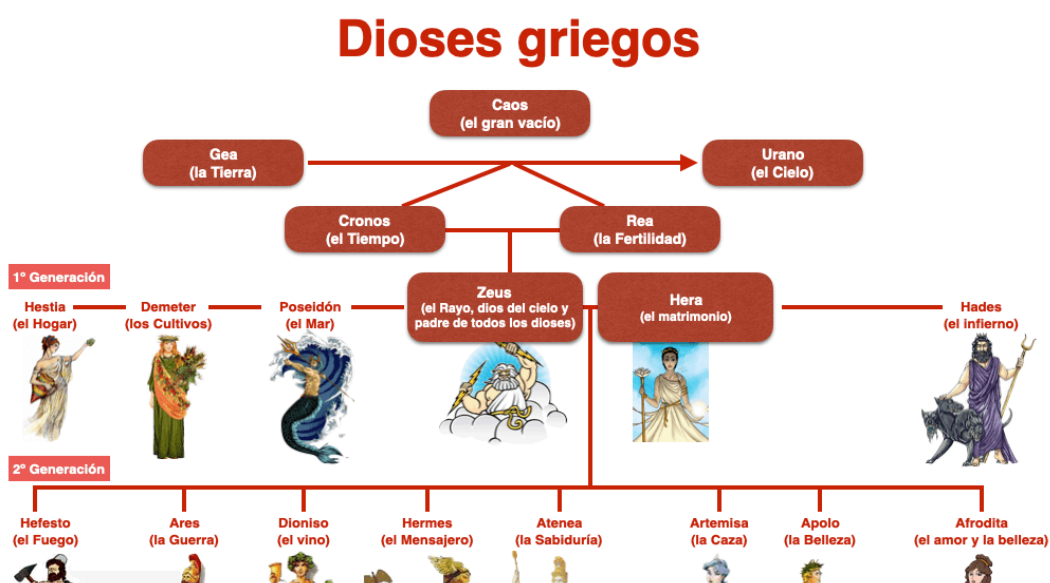 Dioses griegos
Caos
(el gran vacío)
Gea
(la Tierra)
Urano
(el Cielo)
Cronos
(el Tiempo)
Rea
(la Fertilidad)
1º Generación
Hestia
(el Hogar)
Demeter
(los Cultivos)
Poseidón
(el Mar)
Zeus
(el Rayo, dios del cielo y
padre de todos los dioses)
Hera
(el matrimonio)
Hades
(el infierno)
2º Generación
Hefesto
(el Fuego)
Ares
(la Guerra)
Dioniso
(el vino)
Hermes
(el Mensajero)
Atenea
(la Sabiduría)
Artemisa
(la Caza)
Apolo
(la Belleza)
Afrodita
(el amor y la belleza)